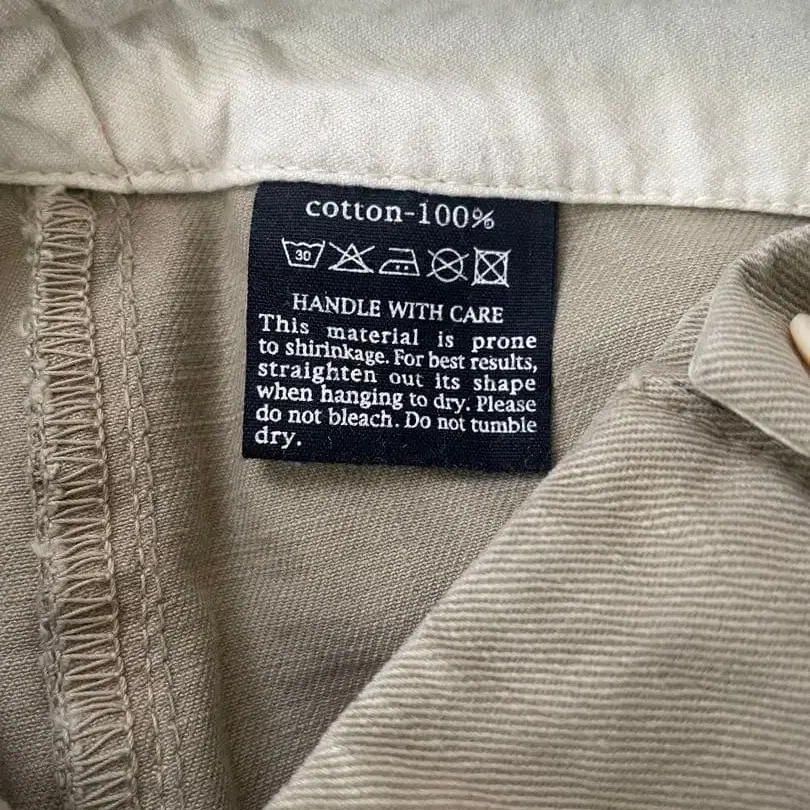 cotton-100%
30
HANDLE WITH CARE
This material is prone
to shirinkage. For best results,
straighten out its shape
when hanging to dry. Please
do not bleach. Do not tumble
dry.